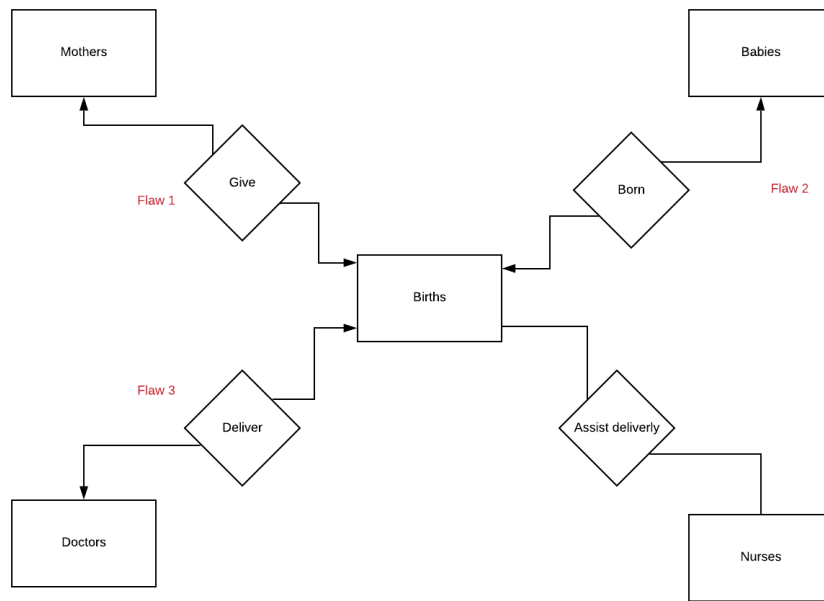 Mothers
Babies
Give
Born
Flaw 1
Flaw 2
Births
Flaw 3
Deliver
Assist deliverly
Doctors
Nurses